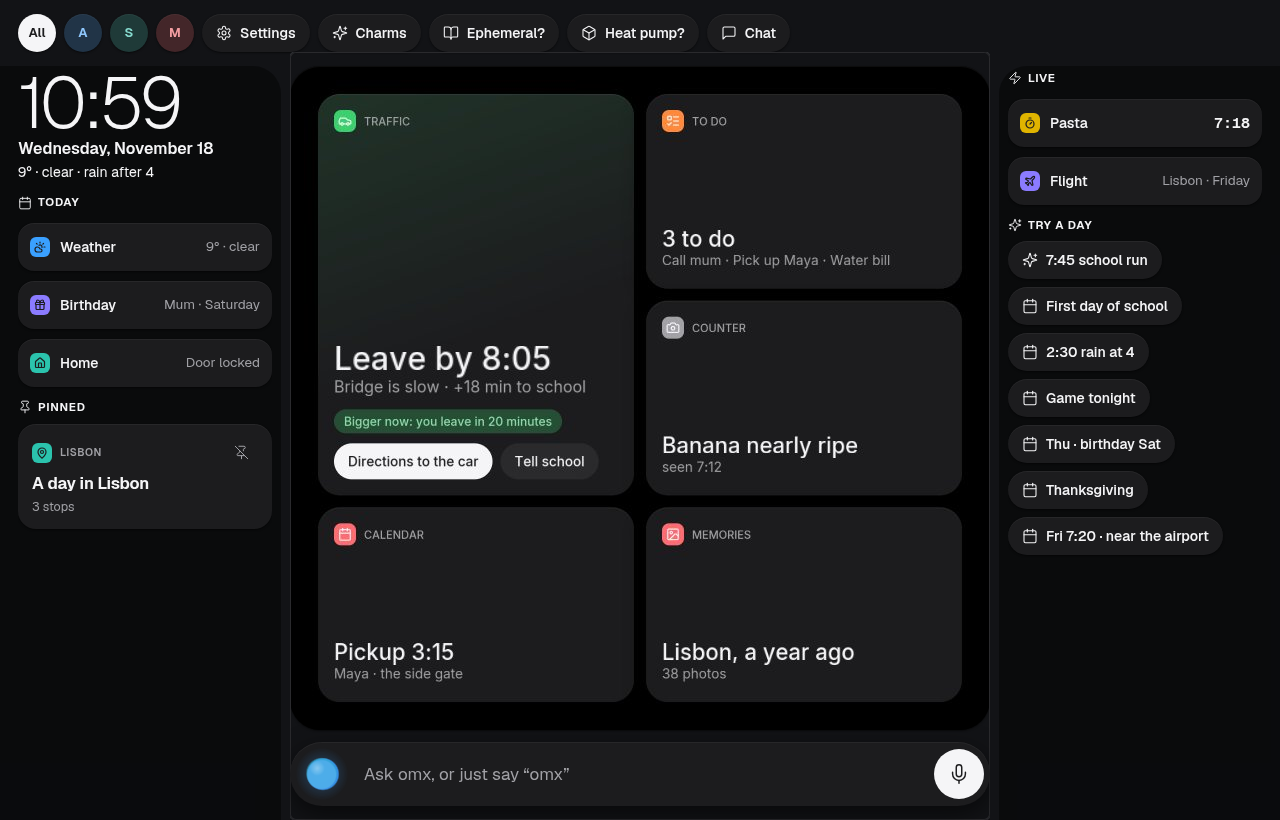 All
A
S
M
Settings
Charms
Ephemeral?
Heat pump?
Chat
10:59
Wednesday, November 18
9° · clear · rain after 4
TODAY
Weather
9° · clear
Birthday
Mum · Saturday
Home
Door locked
PINNED
LISBON
A day in Lisbon
3 stops
TRAFFIC
Leave by 8:05
Bridge is slow · +18 min to school
Bigger now: you leave in 20 minutes
Directions to the car
Tell school
TO DO
3 to do
Call mum · Pick up Maya · Water bill
COUNTER
Banana nearly ripe
seen 7:12
CALENDAR
Pickup 3:15
Maya · the side gate
MEMORIES
Lisbon, a year ago
38 photos
Ask omx, or just say “omx”
LIVE
Pasta
7:18
Flight
Lisbon · Friday
TRY A DAY
7:45 school run
First day of school
2:30 rain at 4
Game tonight
Thu · birthday Sat
Thanksgiving
Fri 7:20 · near the airport